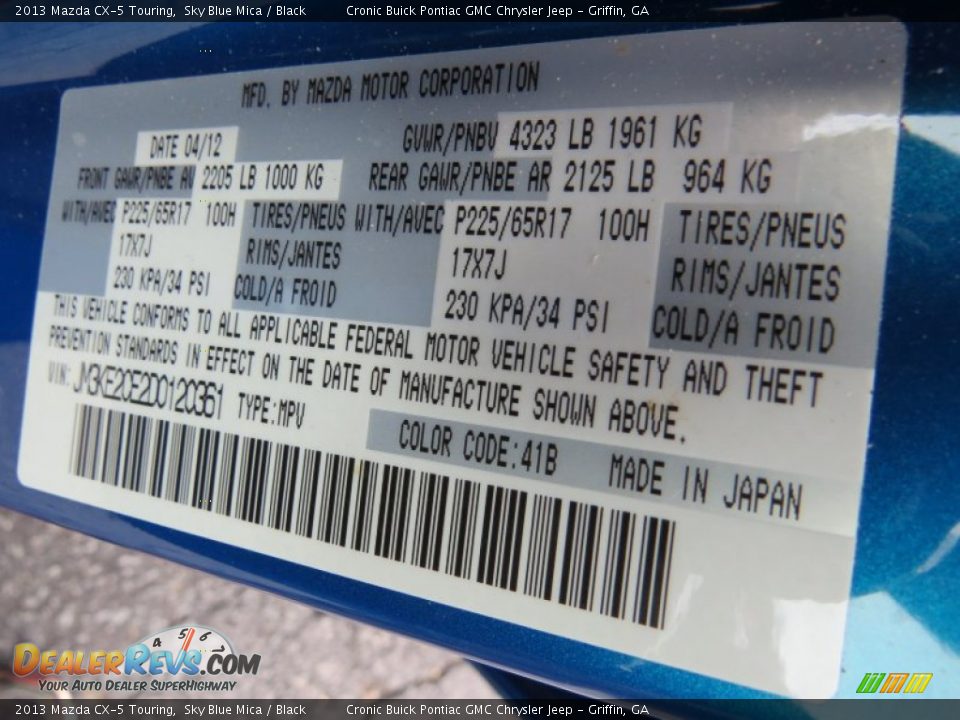 2013 Mazda CX-5 Touring, Sky Blue Mica / Black Cronic Buick Pontiac GMC Chrysler Jeep - Griffin, GA
MFD. BY MAZDA MOTOR CORPORATION
DATE 04/12 GVWR/PNBV 4323 LB 1961 KG
FRONT GAWR/PNBE AV 2205 LB 1000 KG REAR GAWR/PNBE AR 2125 LB 964 KG
WITH/AVEC P225/65R17 100H TIRES/PNEUS WITH/AVEC P225/65R17 100H TIRES/PNEUS
17X7J RIMS/JANTES 17X7J RIMS/JANTES
230 KPA/34 PSI COLD/A FROID 230 KPA/34 PSI COLD/A FROID
THIS VEHICLE CONFORMS TO ALL APPLICABLE FEDERAL MOTOR VEHICLE SAFETY AND THEFT
PREVENTION STANDARDS IN EFFECT ON THE DATE OF MANUFACTURE SHOWN ABOVE.
VIN: JM3KE2CE2D0120361 TYPE:MPV
COLOR CODE:41B MADE IN JAPAN
4 5 6
DEALERREVS.COM
YOUR AUTO DEALER SUPERHIGHWAY
2013 Mazda CX-5 Touring, Sky Blue Mica / Black Cronic Buick Pontiac GMC Chrysler Jeep - Griffin, GA